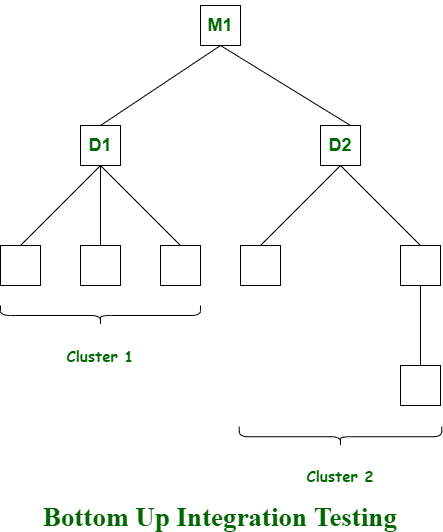 M1
D1
D2
Cluster 1
Cluster 2
Bottom Up Integration Testing